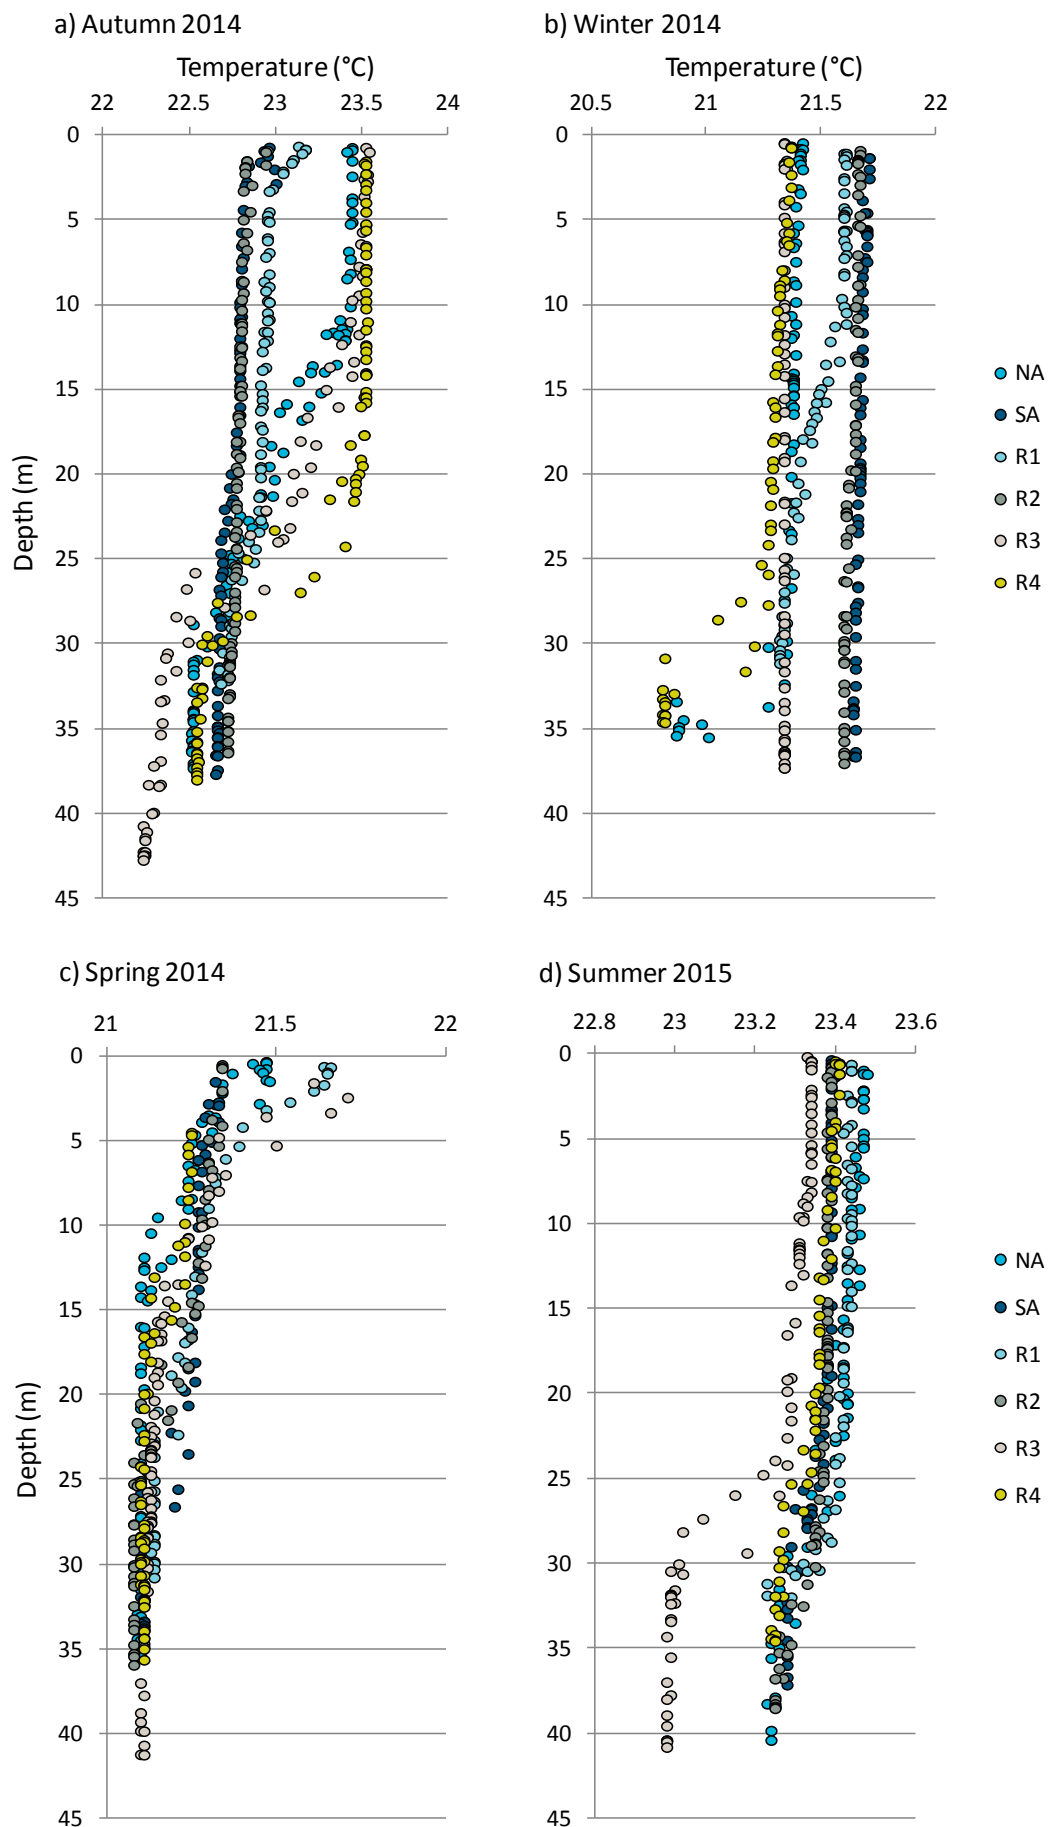 a) Autumn 2014
b) Winter 2014
Temperature (°C)
Temperature (°C)
22 22.5 23 23.5 24
20.5 21 21.5 22
0
5
10
15
20
25
30
35
40
45
Depth (m)
0
5
10
15
20
25
30
35
40
45
NA
SA
R1
R2
R3
R4
c) Spring 2014
d) Summer 2015
21 21.5 22
22.8 23 23.2 23.4 23.6
0
5
10
15
20
25
30
35
40
45
Depth (m)
0
5
10
15
20
25
30
35
40
45
NA
SA
R1
R2
R3
R4